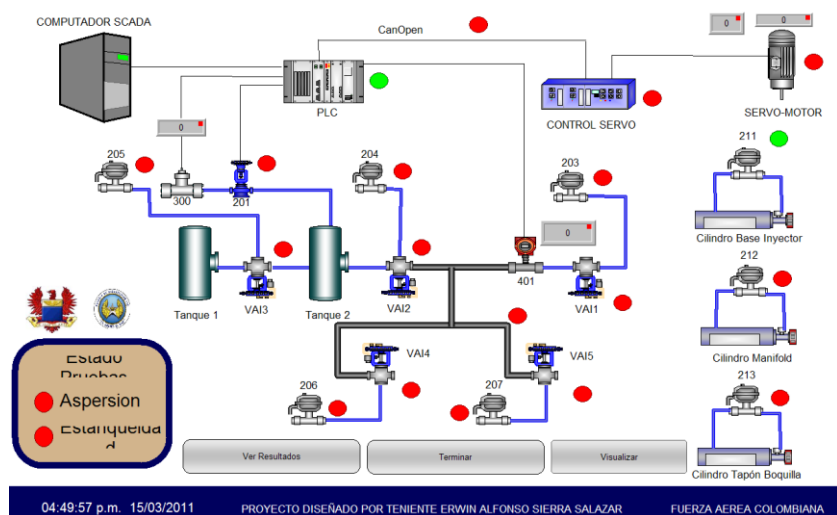 COMPUTADOR SCADA
CanOpen
0
0
PLC
CONTROL SERVO
SERVO-MOTOR
0
205
204
203
211
300
201
0
401
Cilindro Base Inyector
Tanque 1
VAI3
Tanque 2
VAI2
VAI1
212
VAI4
VAI5
Cilindro Manifold
Estado
Pruebas
Aspersion
Estanqueidad
206
207
213
Ver Resultados
Terminar
Visualizar
Cilindro Tapón Boquilla
04:49:57 p.m. 15/03/2011
PROYECTO DISEÑADO POR TENIENTE ERWIN ALFONSO SIERRA SALAZAR
FUERZA AEREA COLOMBIANA